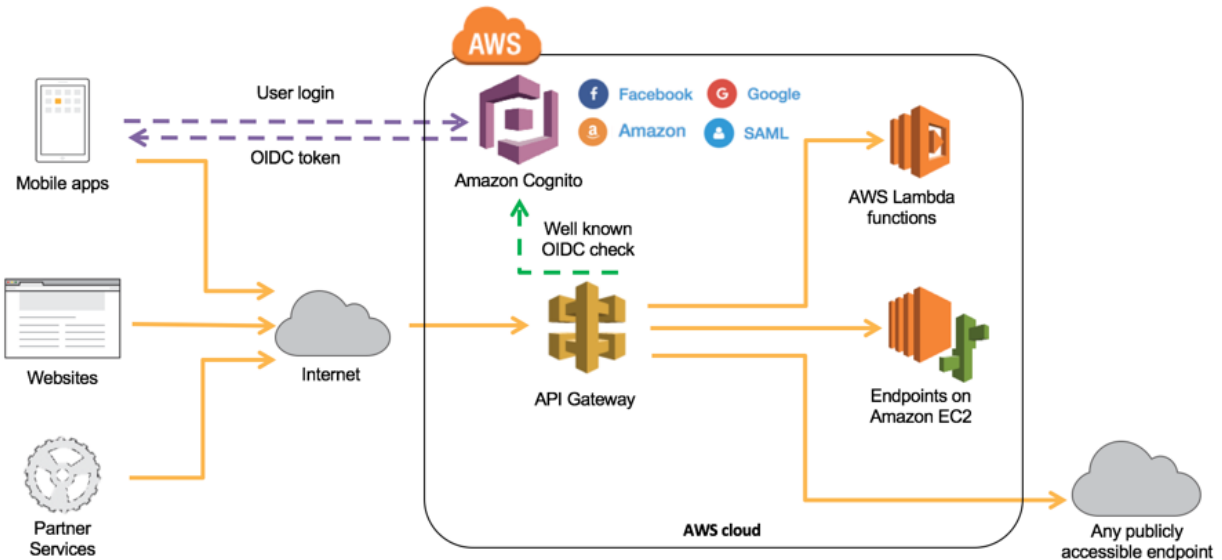 AWS
User login
OIDC token
Mobile apps
Facebook
Google
Amazon
SAML
Amazon Cognito
AWS Lambda
functions
Well known
OIDC check
Websites
Internet
API Gateway
Endpoints on
Amazon EC2
Partner
Services
AWS cloud
Any publicly
accessible endpoint